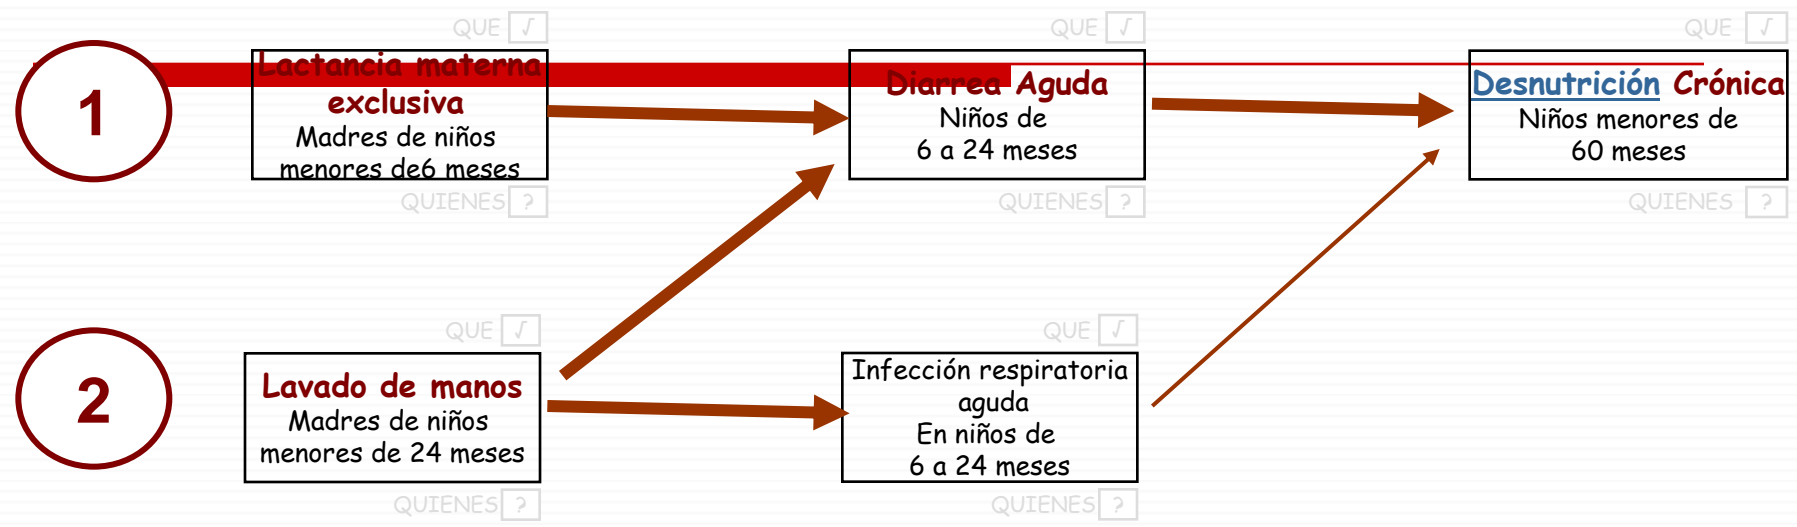 QUE √
QUE √
QUE √
1
Lactancia materna
exclusiva
Madres de niños
menores de6 meses
Diarrea Aguda
Niños de
6 a 24 meses
Desnutrición Crónica
Niños menores de
60 meses
QUIENES ?
QUIENES ?
QUIENES ?
QUE √
QUE √
2
Lavado de manos
Madres de niños
menores de 24 meses
Infección respiratoria
aguda
En niños de
6 a 24 meses
QUIENES ?
QUIENES ?